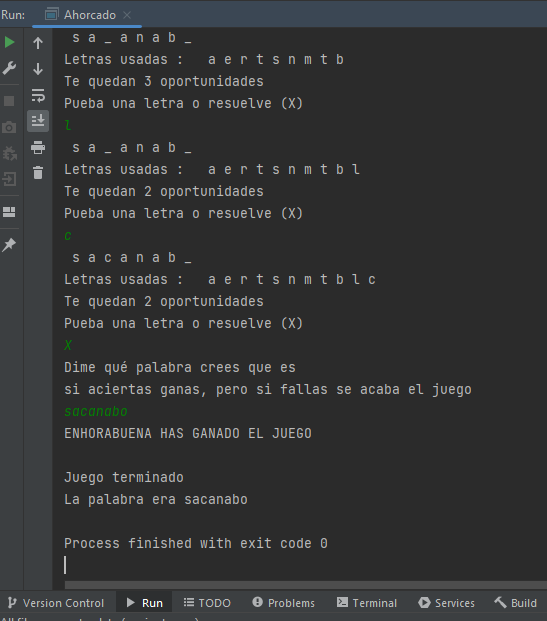 Run: Ahorcado ×
s a _ a n a b _
Letras usadas :   a e r t s n m t b
Te quedan 3 oportunidades
Pueba una letra o resuelve (X)
l
s a _ a n a b _
Letras usadas :   a e r t s n m t b l
Te quedan 2 oportunidades
Pueba una letra o resuelve (X)
c
s a c a n a b _
Letras usadas :   a e r t s n m t b l c
Te quedan 2 oportunidades
Pueba una letra o resuelve (X)
X
Dime qué palabra crees que es
si aciertas ganas, pero si fallas se acaba el juego
sacanabo
ENHORABUENA HAS GANADO EL JUEGO
Juego terminado
La palabra era sacanabo
Process finished with exit code 0
Version Control Run TODO Problems Terminal Services Build